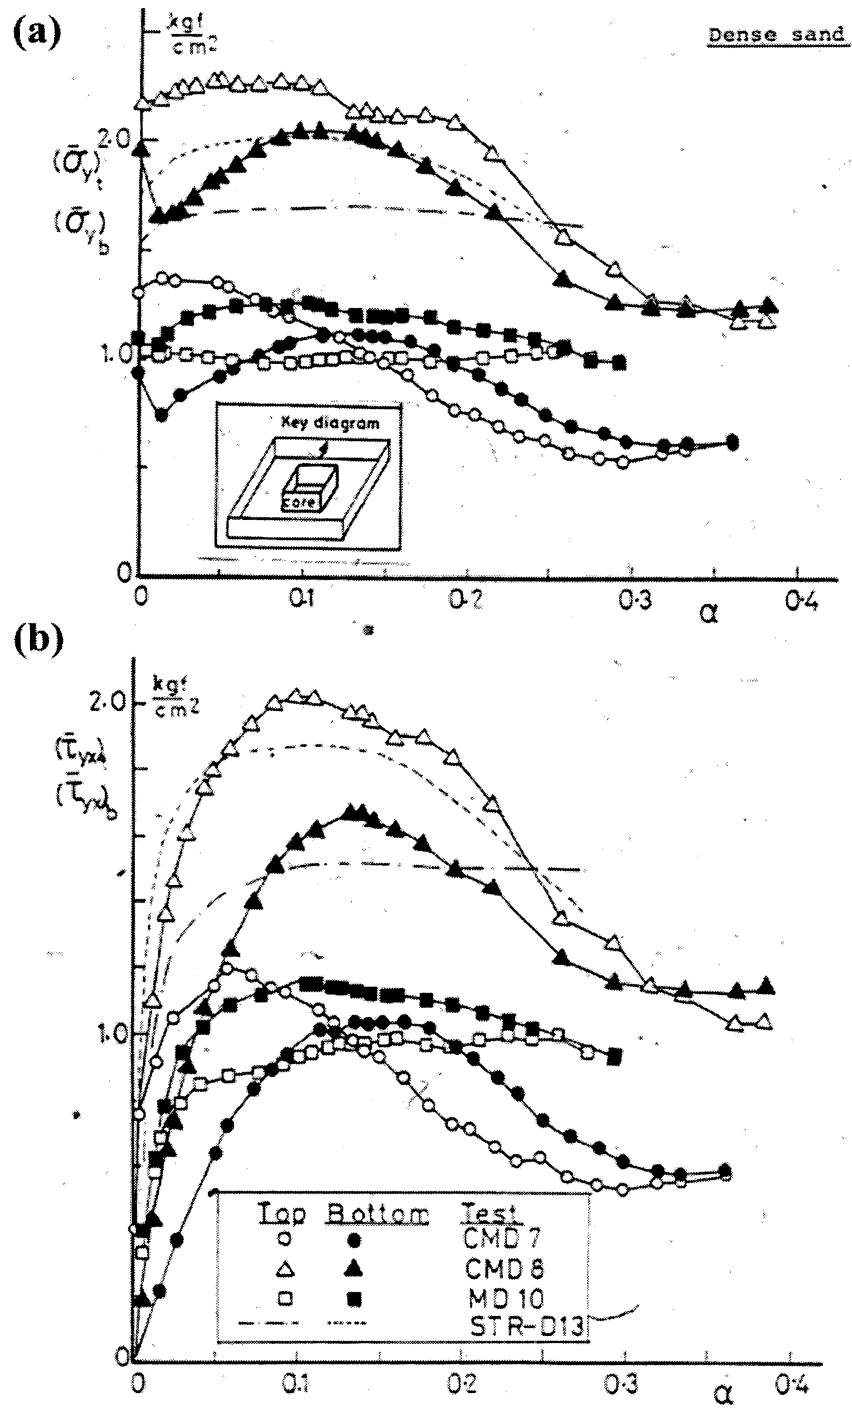 (a)
kgf
cm2
Dense sand
2.0
(σ̄y)t
(σ̄y)b
1.0
Key diagram
core
0
0 0.1 0.2 0.3 0.4
α
(b)
kgf
cm2
2.0
(τ̄yx)t
(τ̄yx)b
1.0
Top Bottom Test
CMD 7
CMD 8
MD 10
STR-D13
0
0 0.1 0.2 0.3 0.4
α